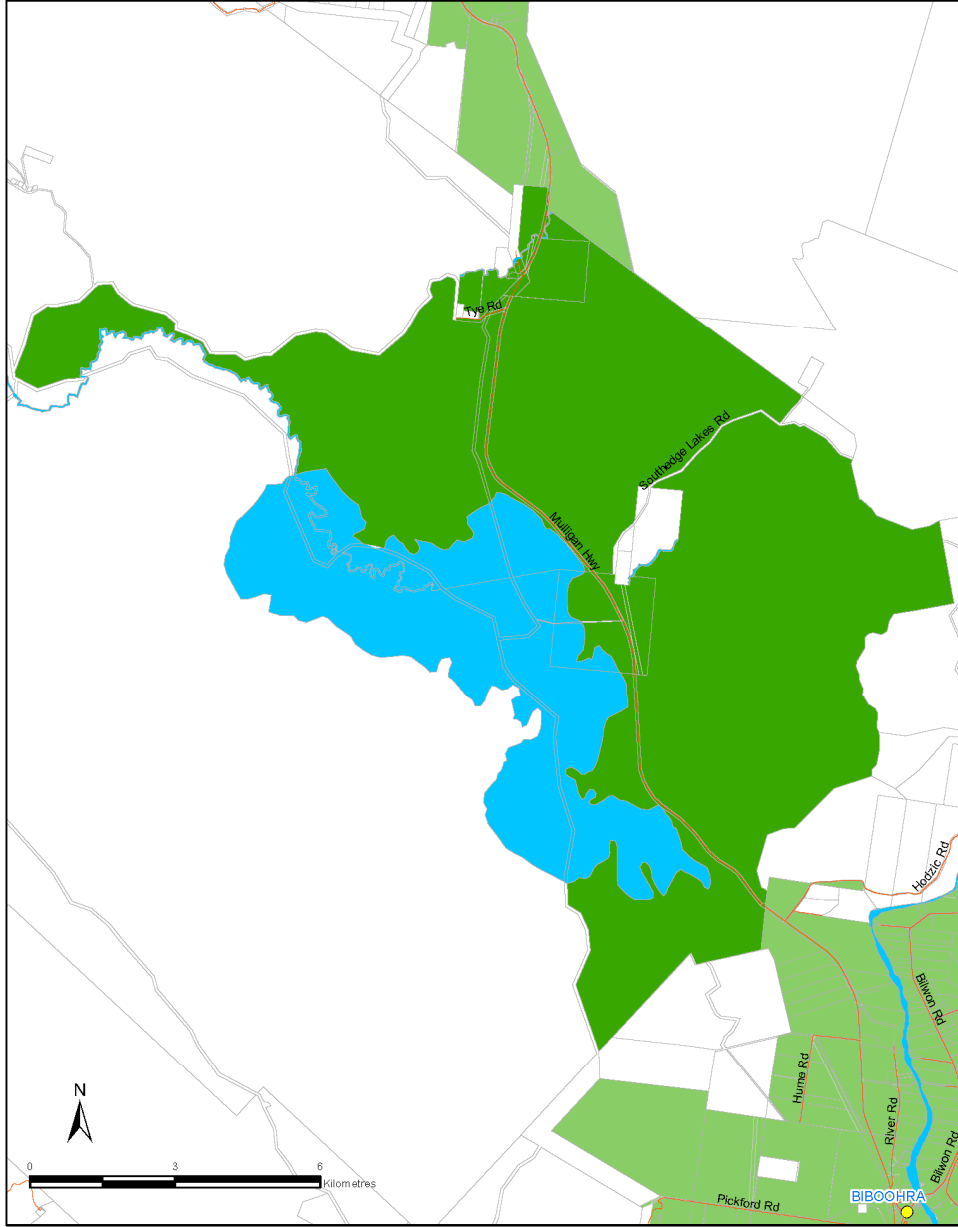 Tye Rd
Southedge Lakes Rd
Mulligan Hwy
Hodzic Rd
Bilwon Rd
Hume Rd
River Rd
Bilwon Rd
N
0 3 6
Kilometres
Pickford Rd
BIBOOHRA